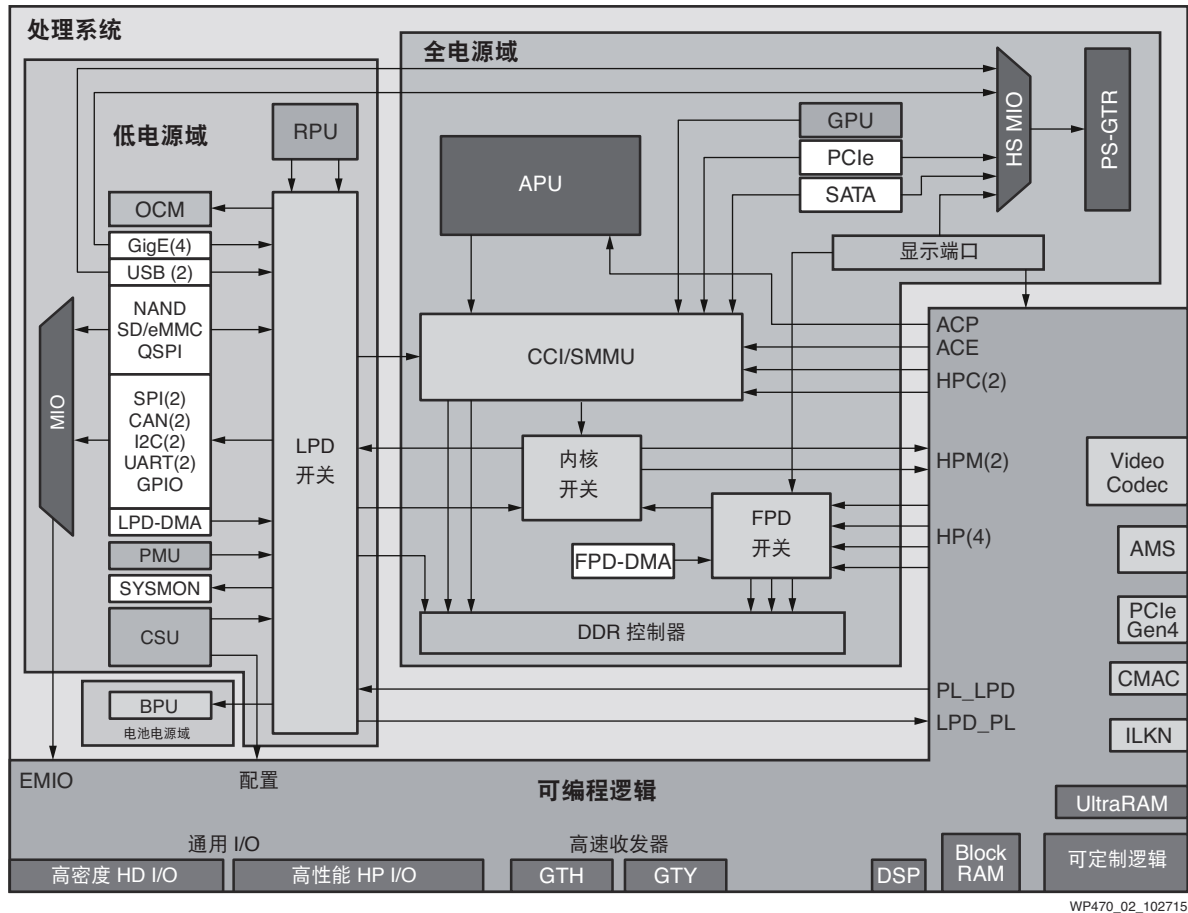 处理系统
全电源域
低电源域
RPU
GPU
PCIe
SATA
HS MIO
PS-GTR
APU
OCM
GigE(4)
USB (2)
显示端口
NAND
SD/eMMC
QSPI
ACP
ACE
HPC(2)
CCI/SMMU
MIO
SPI(2)
CAN(2)
I2C(2)
UART(2)
GPIO
LPD
开关
内核
开关
HPM(2)
Video
Codec
LPD-DMA
FPD
开关
HP(4)
PMU
FPD-DMA
AMS
SYSMON
CSU
DDR 控制器
PCIe
Gen4
BPU
电池电源域
PL_LPD
LPD_PL
CMAC
ILKN
EMIO
配置
可编程逻辑
UltraRAM
通用 I/O
高速收发器
高密度 HD I/O
高性能 HP I/O
GTH
GTY
DSP
Block
RAM
可定制逻辑
WP470_02_102715